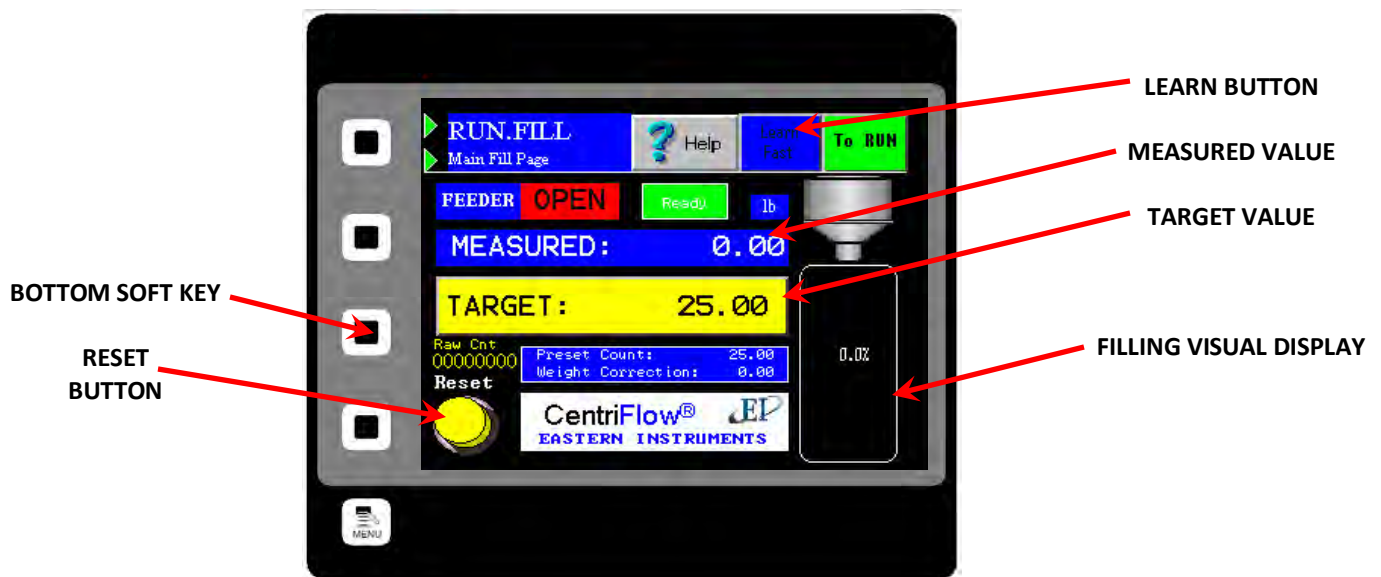 LEARN BUTTON
RUN.FILL
Main Fill Page
Help
Learn
Fast
To RUN
MEASURED VALUE
FEEDER OPEN
Ready
lb
TARGET VALUE
MEASURED: 0.00
BOTTOM SOFT KEY
TARGET: 25.00
Raw Cnt
00000000
Preset Count: 25.00
Weight Correction: 0.00
0.0%
FILLING VISUAL DISPLAY
RESET
BUTTON
Reset
CentriFlow® EI
EASTERN INSTRUMENTS
MENU